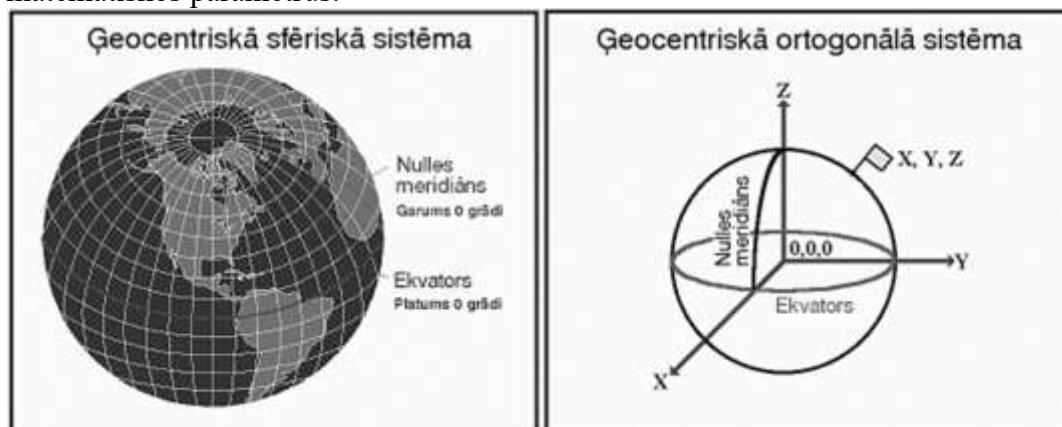 Ģeocentriskā sfēriskā sistēma
Nulles
meridiāns
Garums 0 grādi
Ekvators
Platums 0 grādi
Ģeocentriskā ortogonālā sistēma
Z
X, Y, Z
Nulles
meridiāns
0,0,0
Y
Ekvators
X